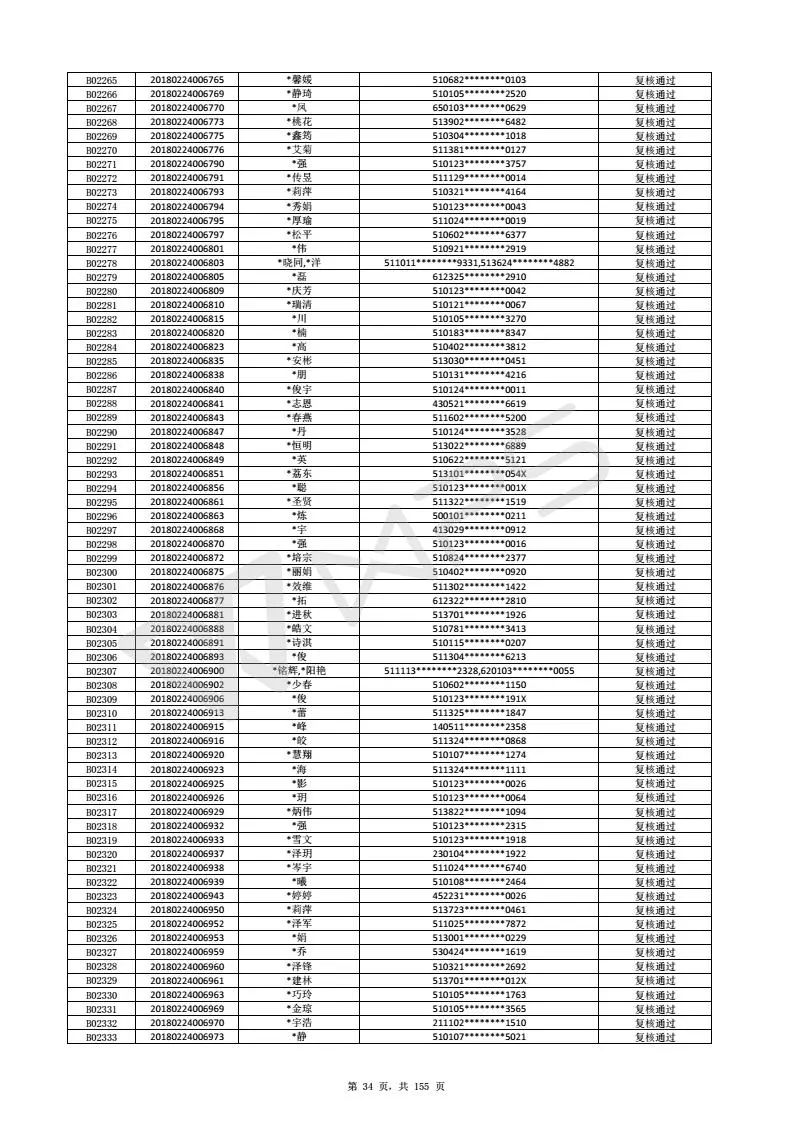 B02265 20180224006765 *馨媛 510682********0103 复核通过
B02266 20180224006769 *静琦 510105********2520 复核通过
B02267 20180224006770 *凤 650103********0629 复核通过
B02268 20180224006773 *桃花 513902********6482 复核通过
B02269 20180224006775 *鑫筠 510304********1018 复核通过
B02270 20180224006776 *艾菊 511381********0127 复核通过
B02271 20180224006790 *强 510123********3757 复核通过
B02272 20180224006791 *传昱 511129********0014 复核通过
B02273 20180224006793 *莉萍 510321********4164 复核通过
B02274 20180224006794 *秀娟 510123********0043 复核通过
B02275 20180224006795 *厚瑜 511024********0019 复核通过
B02276 20180224006797 *松平 510602********6377 复核通过
B02277 20180224006801 *伟 510921********2919 复核通过
B02278 20180224006803 *晓同,*洋 511011********9331,513624********4882 复核通过
B02279 20180224006805 *磊 612325********2910 复核通过
B02280 20180224006809 *庆芳 510123********0042 复核通过
B02281 20180224006810 *瑞清 510121********0067 复核通过
B02282 20180224006815 *川 510105********3270 复核通过
B02283 20180224006820 *楠 510183********8347 复核通过
B02284 20180224006823 *高 510402********3812 复核通过
B02285 20180224006835 *安彬 513030********0451 复核通过
B02286 20180224006838 *朋 510131********4216 复核通过
B02287 20180224006840 *俊宇 510124********0011 复核通过
B02288 20180224006841 *志恩 430521********6619 复核通过
B02289 20180224006843 *春燕 511602********5200 复核通过
B02290 20180224006847 *丹 510124********3528 复核通过
B02291 20180224006848 *恒明 513022********6889 复核通过
B02292 20180224006849 *英 510622********5121 复核通过
B02293 20180224006851 *荔东 513101********054X 复核通过
B02294 20180224006856 *聪 510123********001X 复核通过
B02295 20180224006861 *圣贤 511322********1519 复核通过
B02296 20180224006863 *炼 500101********0211 复核通过
B02297 20180224006868 *宇 413029********0912 复核通过
B02298 20180224006870 *强 510123********0016 复核通过
B02299 20180224006872 *培宗 510824********2377 复核通过
B02300 20180224006875 *丽娟 510402********0920 复核通过
B02301 20180224006876 *效维 511302********1422 复核通过
B02302 20180224006877 *拓 612322********2810 复核通过
B02303 20180224006881 *进秋 513701********1926 复核通过
B02304 20180224006888 *皓文 510781********3413 复核通过
B02305 20180224006891 *诗淇 510115********0207 复核通过
B02306 20180224006893 *俊 511304********6213 复核通过
B02307 20180224006900 *铭辉,*阳艳 511113********2328,620103********0055 复核通过
B02308 20180224006902 *少春 510602********1150 复核通过
B02309 20180224006906 *俊 510123********191X 复核通过
B02310 20180224006913 *蕾 511325********1847 复核通过
B02311 20180224006915 *峰 140511********2358 复核通过
B02312 20180224006916 *皎 511324********0868 复核通过
B02313 20180224006920 *慧翔 510107********1274 复核通过
B02314 20180224006923 *海 511324********1111 复核通过
B02315 20180224006925 *影 510123********0026 复核通过
B02316 20180224006926 *玥 510123********0064 复核通过
B02317 20180224006929 *炳伟 513822********1094 复核通过
B02318 20180224006932 *强 510123********2315 复核通过
B02319 20180224006933 *雪文 510123********1918 复核通过
B02320 20180224006937 *泽玥 230104********1922 复核通过
B02321 20180224006938 *岑宇 511024********6740 复核通过
B02322 20180224006939 *曦 510108********2464 复核通过
B02323 20180224006943 *婷婷 452231********0026 复核通过
B02324 20180224006950 *莉萍 513723********0461 复核通过
B02325 20180224006952 *泽军 511025********7872 复核通过
B02326 20180224006953 *娟 513001********0229 复核通过
B02327 20180224006959 *乔 530424********1619 复核通过
B02328 20180224006960 *泽锋 510321********2692 复核通过
B02329 20180224006961 *建林 513701********012X 复核通过
B02330 20180224006963 *巧玲 510105********1763 复核通过
B02331 20180224006969 *金琼 510105********3565 复核通过
B02332 20180224006970 *宇浩 211102********1510 复核通过
B02333 20180224006973 *静 510107********5021 复核通过
第 34 页, 共 155 页